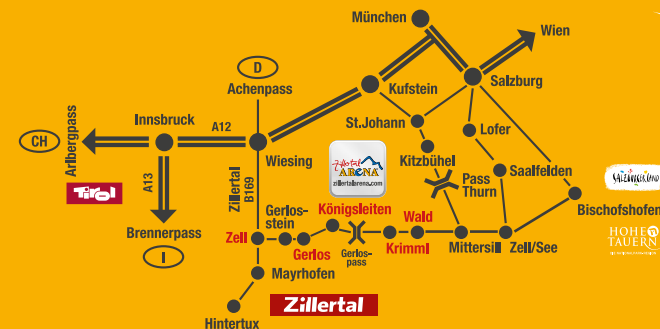 München
Wien
D
Achenpass
Kufstein
Salzburg
Innsbruck
St.Johann
Lofer
CH
Arlbergpass
A12
Wiesing
Zillertal
ARENA
zillertalarena.com
Kitzbühel
Pass
Thurn
Saalfelden
SALZBURGERLAND
Tirol
A13
Zillertal
B169
Gerlos-
stein
Königsleiten
Wald
Bischofshofen
Brennerpass
Zell
Gerlos
Gerlos-
pass
Krimml
Mittersill
Zell/See
HOHE
TAUERN
I
Mayrhofen
Zillertal
Hintertux